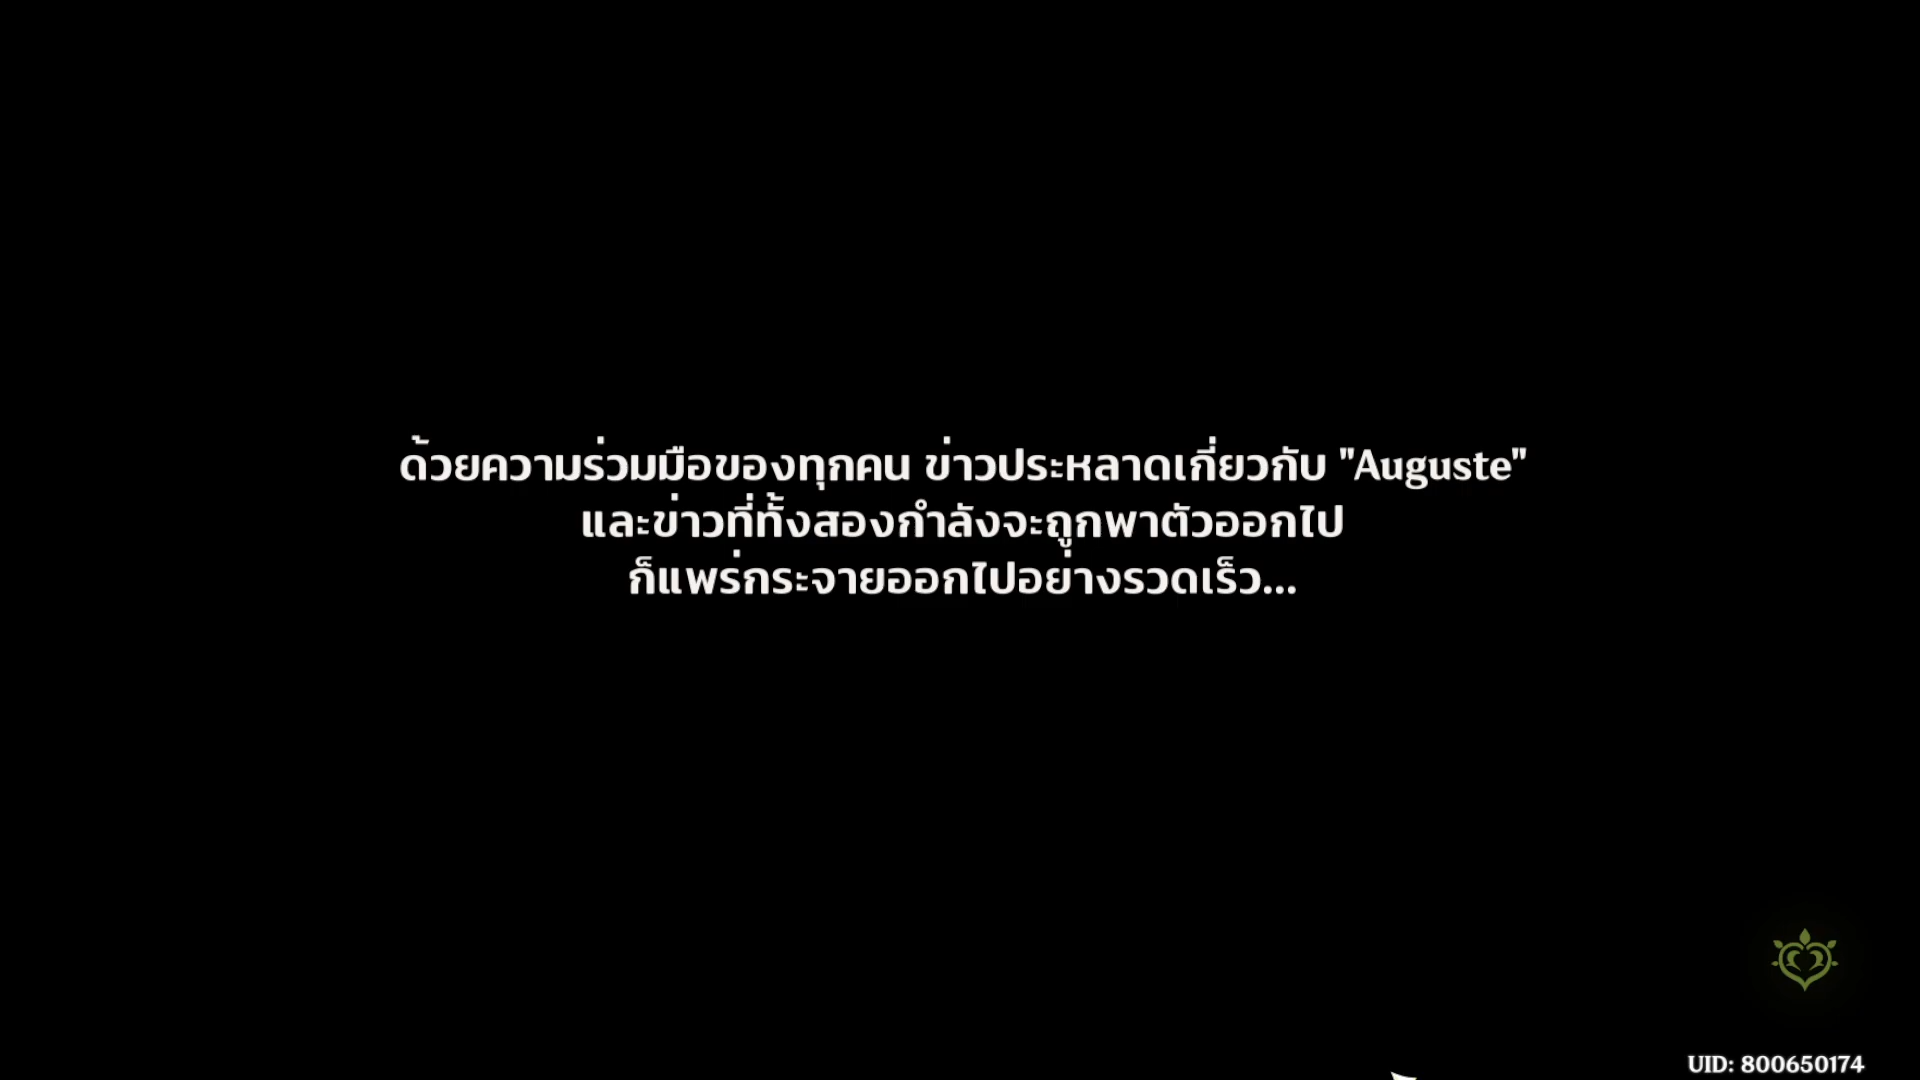 ด้วยความร่วมมือของทุกคน ข่าวประหลาดเกี่ยวกับ "Auguste"
และข่าวที่ทั้งสองกำลังจะถูกพาตัวออกไป
ก็แพร่กระจายออกไปอย่างรวดเร็ว...
UID: 800650174